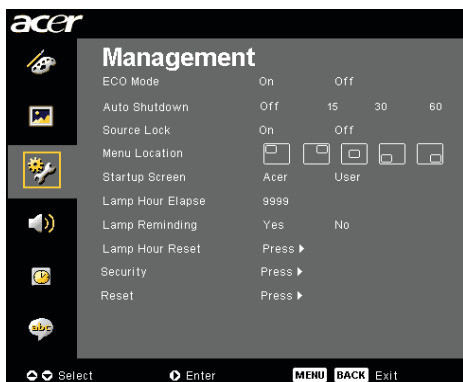 acer
Management
ECO Mode On Off
Auto Shutdown Off 15 30 60
Source Lock On Off
Menu Location
Startup Screen Acer User
Lamp Hour Elapse 9999
Lamp Reminding Yes No
Lamp Hour Reset Press
Security Press
Reset Press
abc
Select Enter MENU BACK Exit